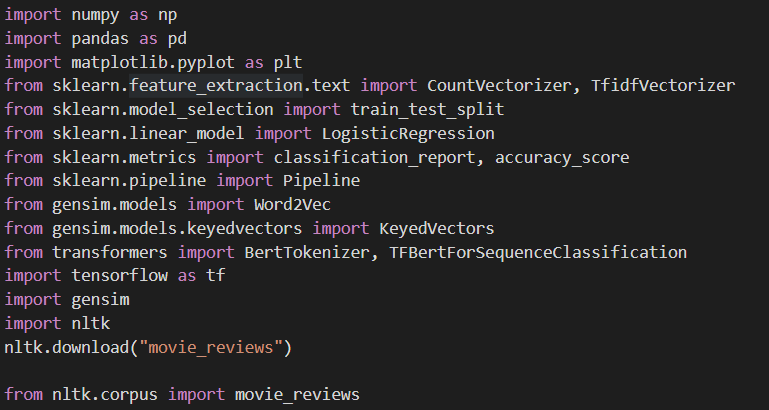 import numpy as np
import pandas as pd
import matplotlib.pyplot as plt
from sklearn.feature_extraction.text import CountVectorizer, TfidfVectorizer
from sklearn.model_selection import train_test_split
from sklearn.linear_model import LogisticRegression
from sklearn.metrics import classification_report, accuracy_score
from sklearn.pipeline import Pipeline
from gensim.models import Word2Vec
from gensim.models.keyedvectors import KeyedVectors
from transformers import BertTokenizer, TFBertForSequenceClassification
import tensorflow as tf
import gensim
import nltk
nltk.download("movie_reviews")
from nltk.corpus import movie_reviews